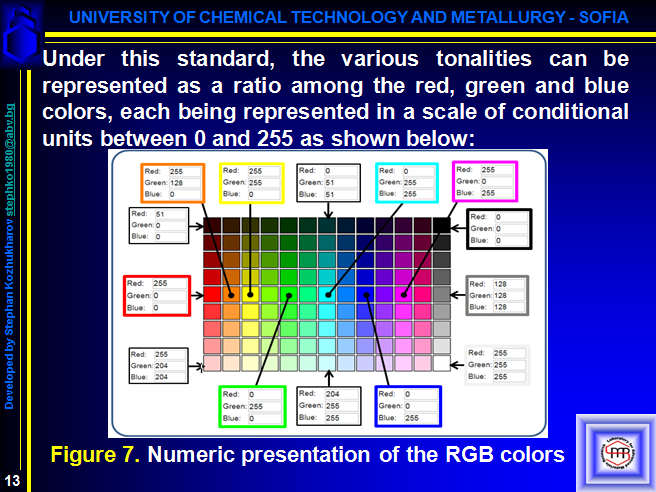 UNIVERSITY OF CHEMICAL TECHNOLOGY AND METALLURGY - SOFIA
Under this standard, the various tonalities can be
represented as a ratio among the red, green and blue
colors, each being represented in a scale of conditional
units between 0 and 255 as shown below:
Red: 255
Green: 128
Blue: 0
Red: 255
Green: 255
Blue: 0
Red: 0
Green: 51
Blue: 51
Red: 0
Green: 255
Blue: 255
Red: 255
Green: 0
Blue: 255
Red: 51
Green: 0
Blue: 0
Red: 0
Green: 0
Blue: 0
Red: 255
Green: 0
Blue: 0
Red: 128
Green: 128
Blue: 128
Red: 255
Green: 204
Blue: 204
Red: 255
Green: 255
Blue: 255
Red: 0
Green: 255
Blue: 0
Red: 204
Green: 255
Blue: 255
Red: 0
Green: 0
Blue: 255
Figure 7. Numeric presentation of the RGB colors
Developed by Stephan Kozhukharov stephko1980@abv.bg
13